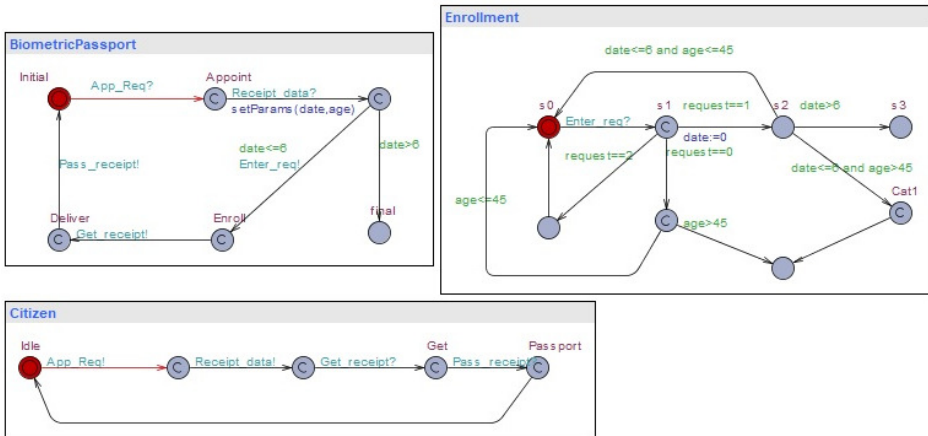 BiometricPassport
Initial
App_Req?
Appoint
Receipt_data?
setParams(date,age)
date<=6
Enter_req!
date>6
Pass_receipt!
Deliver
Get_receipt!
Enroll
final
Enrollment
date<=6 and age<=45
s0
Enter_req?
s1
request==1
date:=0
s2
date>6
s3
request==2
request==0
date<=6 and age>45
Cat1
age<=45
age>45
C
C
C
C
C
C
C
C
Citizen
Idle
App_Req!
Receipt_data!
Get_receipt?
Get
Pass_receipt?
Passport
C
C
C
C